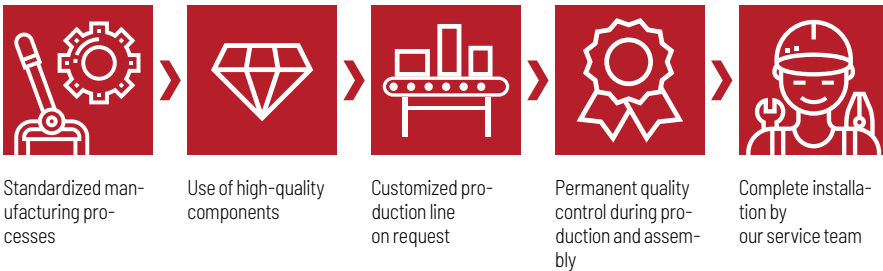 Standardized man-
ufacturing pro-
cesses
Use of high-quality
components
Customized pro-
duction line
on request
Permanent quality
control during pro-
duction and assem-
bly
Complete installa-
tion by
our service team